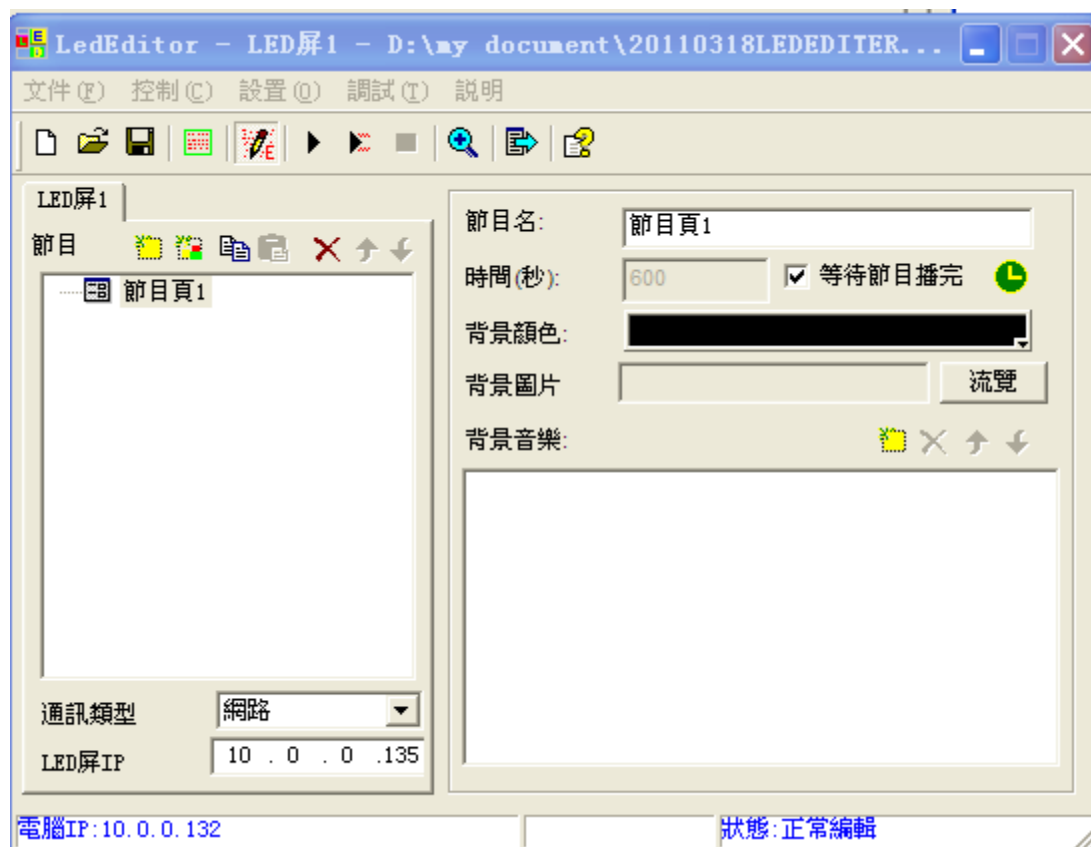 LedEditor - LED屏1 - D:\my document\20110318LEDEDITER...
文件(F) 控制(C) 設置(O) 調試(T) 説明
LED屏1
節目
節目頁1
通訊類型 網路
LED屏IP 10 . 0 . 0 .135
節目名: 節目頁1
時間(秒): 600 等待節目播完
背景顏色:
背景圖片 流覽
背景音樂:
電腦IP:10.0.0.132 狀態:正常編輯